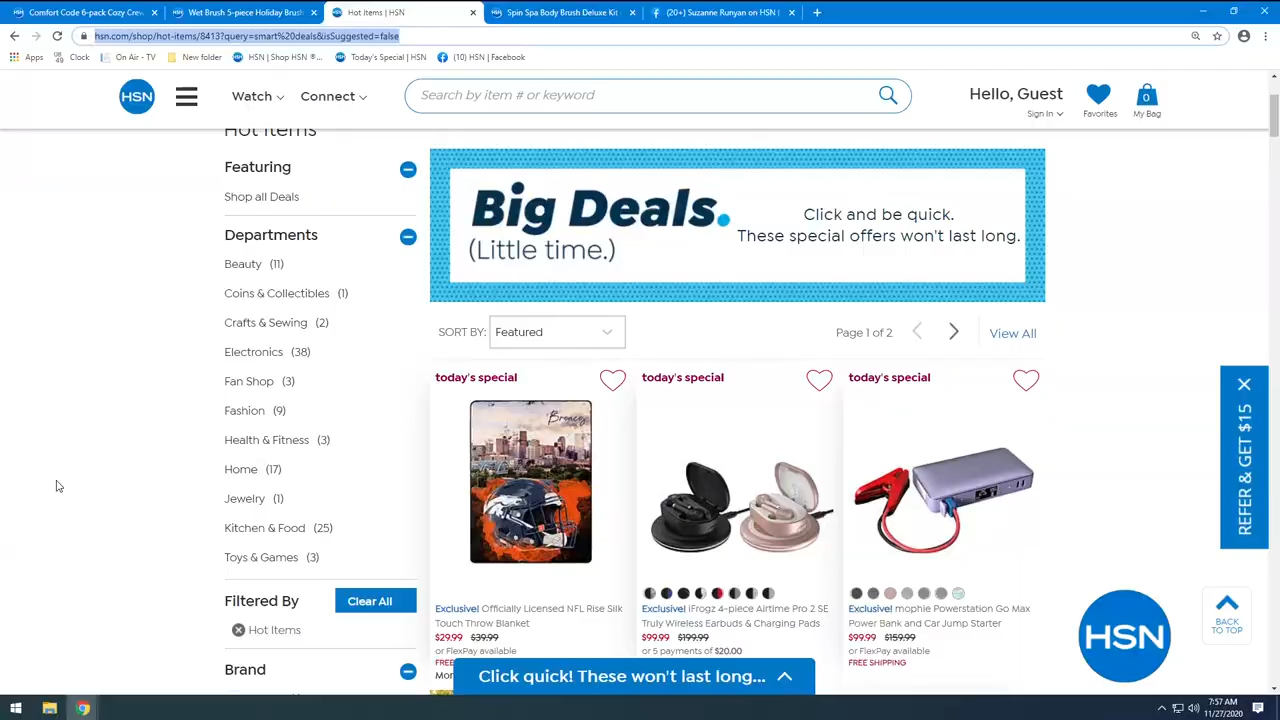 Comfort Code 6-pack Cozy Crew
Wet Brush 5-piece Holiday Brush
Hot Items | HSN
Spin Spa Body Brush Deluxe Kit
(20+) Suzanne Runyan on HSN |
hsn.com/shop/hot-items/8413?query=smart%20deals&isSuggested=false
Apps
Clock
On Air - TV
New folder
HSN | Shop HSN ®...
Today's Special | HSN
(10) HSN | Facebook
HSN
Watch
Connect
Search by item # or keyword
Hello, Guest
Sign In
Favorites
0
My Bag
Hot Items
Featuring
Shop all Deals
Departments
Beauty (11)
Coins & Collectibles (1)
Crafts & Sewing (2)
Electronics (38)
Fan Shop (3)
Fashion (9)
Health & Fitness (3)
Home (17)
Jewelry (1)
Kitchen & Food (25)
Toys & Games (3)
Filtered By
Clear All
Hot Items
Brand
Big Deals.
(Little time.)
Click and be quick.
These special offers won't last long.
SORT BY:
Featured
Page 1 of 2
View All
today's special
Broncos
Exclusive! Officially Licensed NFL Rise Silk
Touch Throw Blanket
$29.99 $39.99
or FlexPay available
today's special
Exclusive! iFrogz 4-piece Airtime Pro 2 SE
Truly Wireless Earbuds & Charging Pads
$99.99 $199.99
or 5 payments of $20.00
today's special
Exclusive! mophie Powerstation Go Max
Power Bank and Car Jump Starter
$99.99 $159.99
or FlexPay available
FREE SHIPPING
Click quick! These won't last long...
REFER & GET $15
BACK
TO TOP
HSN
7:57 AM
11/27/2020